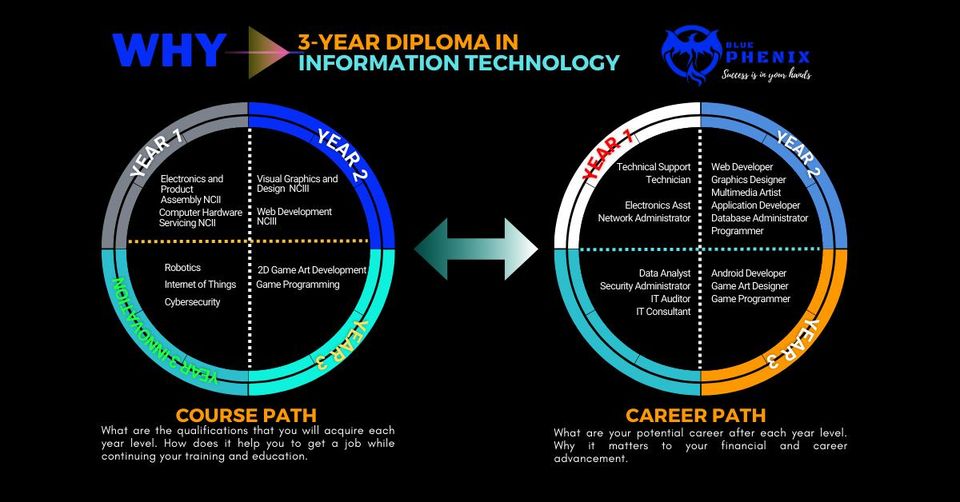 WHY
3-YEAR DIPLOMA IN
INFORMATION TECHNOLOGY
BLUE
PHENIX
Success is in your hands
YEAR 1
YEAR 2
Electronics and
Product
Assembly NCII
Computer Hardware
Servicing NCII
Visual Graphics and
Design NCIII
Web Development
NCIII
Robotics
Internet of Things
Cybersecurity
2D Game Art Development
Game Programming
YEAR 3 INNOVATION
YEAR 3
COURSE PATH
What are the qualifications that you will acquire each
year level. How does it help you to get a job while
continuing your training and education.
YEAR 1
YEAR 2
Technical Support
Technician
Electronics Asst
Network Administrator
Web Developer
Graphics Designer
Multimedia Artist
Application Developer
Database Administrator
Programmer
Data Analyst
Security Administrator
IT Auditor
IT Consultant
Android Developer
Game Art Designer
Game Programmer
YEAR 3
CAREER PATH
What are your potential career after each year level.
Why it matters to your financial and career
advancement.